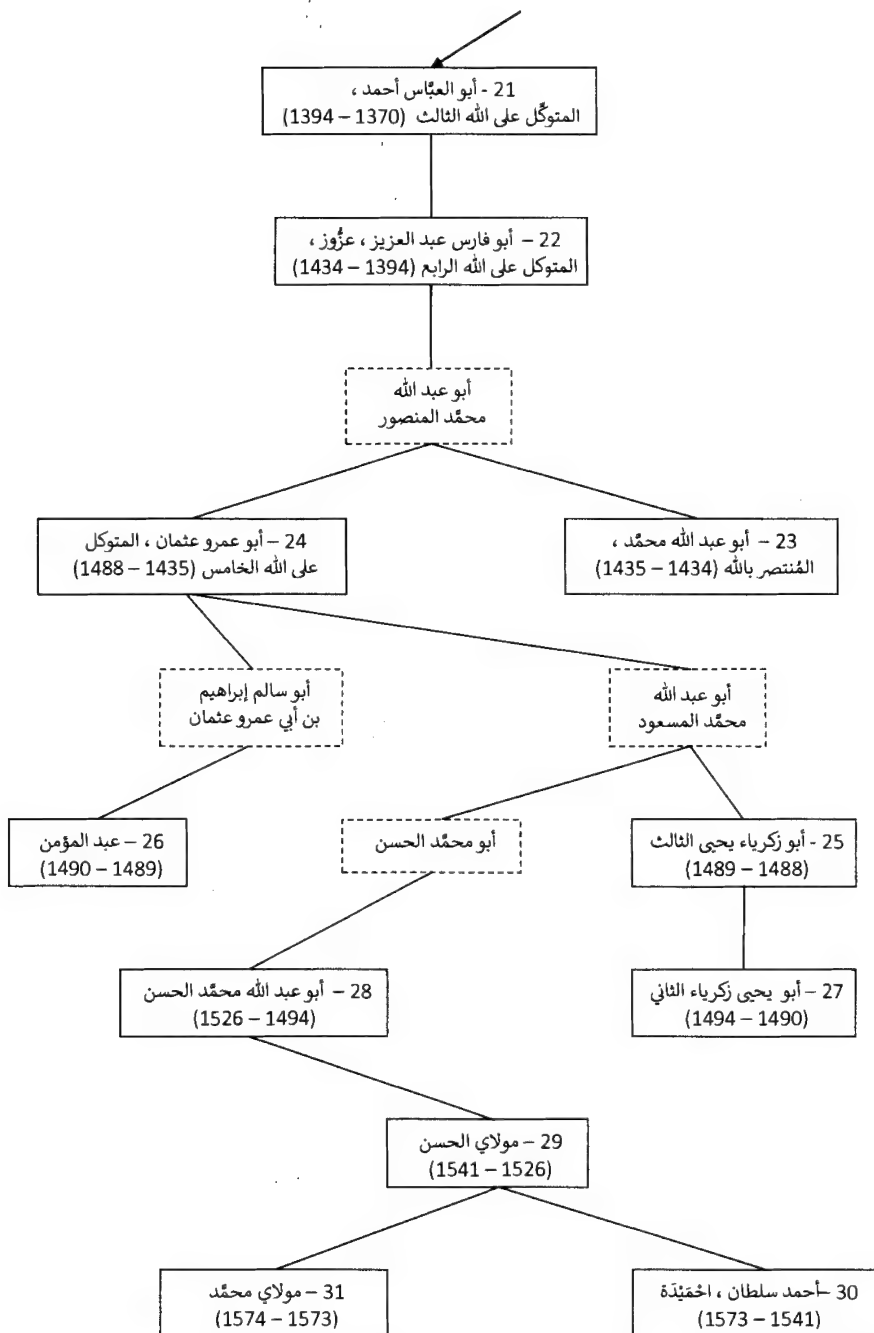 21 - أبو العبَّاس أحمد ،
المتوكِّل على الله الثالث (1370 – 1394)
22 – أبو فارس عبد العزيز ، عزُّوز ،
المتوكل على الله الرابع (1394 – 1434)
أبو عبد الله
محمَّد المنصور
23 – أبو عبد الله محمَّد ،
المُنتصر بالله (1434 – 1435)
24 – أبو عمرو عثمان ، المتوكل
على الله الخامس (1435 – 1488)
أبو عبد الله
محمَّد المسعود
أبو سالم إبراهيم
بن أبي عمرو عثمان
25 - أبو زكرياء يحيى الثالث
(1488 – 1489)
أبو محمَّد الحسن
26 – عبد المؤمن
(1489 – 1490)
27 – أبو يحيى زكرياء الثاني
(1490 – 1494)
28 – أبو عبد الله محمَّد الحسن
(1494 – 1526)
29 – مولاي الحسن
(1526 – 1541)
30 –أحمد سلطان ، احْمَيْدَة
(1541 – 1573)
31 – مولاي محمَّد
(1573 – 1574)